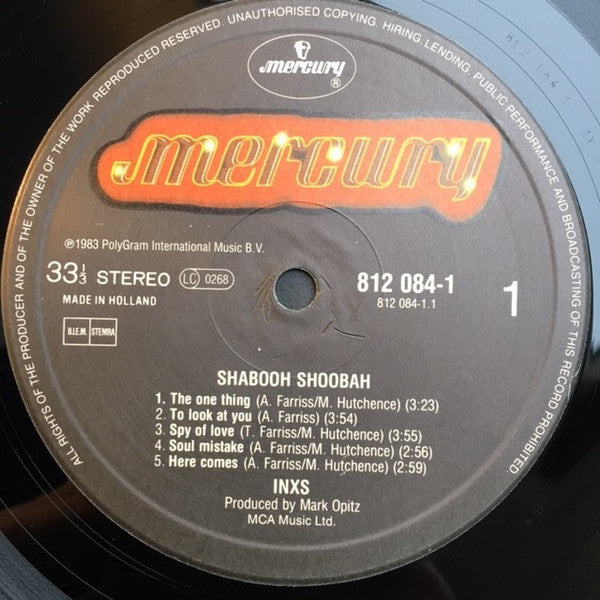 ALL RIGHTS OF THE PRODUCER AND OF THE OWNER OF THE WORK REPRODUCED RESERVED. UNAUTHORISED COPYING, HIRING, LENDING, PUBLIC PERFORMANCE AND BROADCASTING OF THIS RECORD PROHIBITED
mercury
®
mercury
℗1983 PolyGram International Music B.V.
33⅓ STEREO LC 0268
812 084-1
MADE IN HOLLAND
812 084-1.1
1
B.I.E.M. STEMRA
SHABOOH SHOOBAH
1. The one thing (A. Farriss/M. Hutchence) (3:23)
2. To look at you (A. Farriss) (3:54)
3. Spy of love (T. Farriss/M. Hutchence) (3:55)
4. Soul mistake (A. Farriss/M. Hutchence) (2:56)
5. Here comes (A. Farriss/M. Hutchence) (2:59)
INXS
Produced by Mark Opitz
MCA Music Ltd.